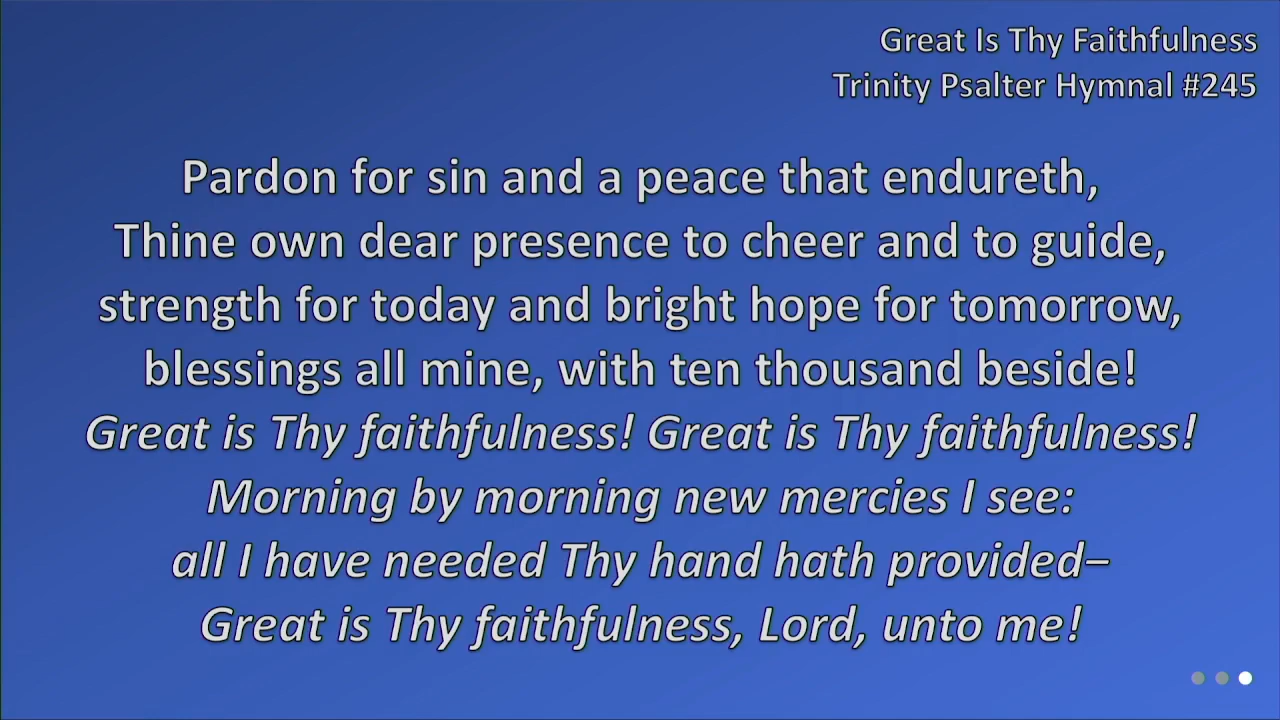 Great Is Thy Faithfulness
Trinity Psalter Hymnal #245
Pardon for sin and a peace that endureth,
Thine own dear presence to cheer and to guide,
strength for today and bright hope for tomorrow,
blessings all mine, with ten thousand beside!
Great is Thy faithfulness! Great is Thy faithfulness!
Morning by morning new mercies I see:
all I have needed Thy hand hath provided–
Great is Thy faithfulness, Lord, unto me!